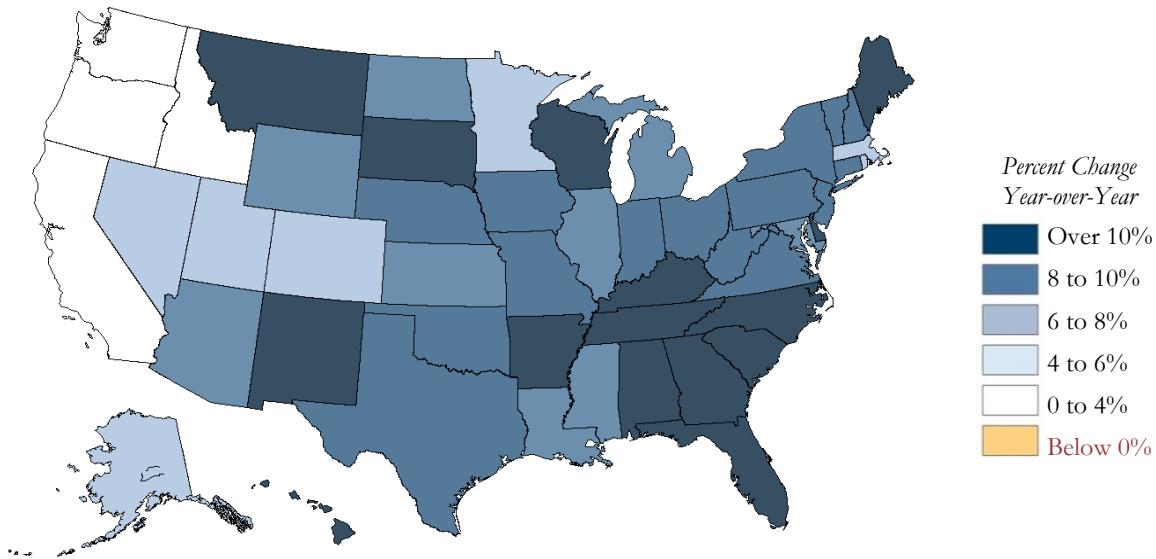 Percent Change
Year-over-Year
Over 10%
8 to 10%
6 to 8%
4 to 6%
0 to 4%
Below 0%